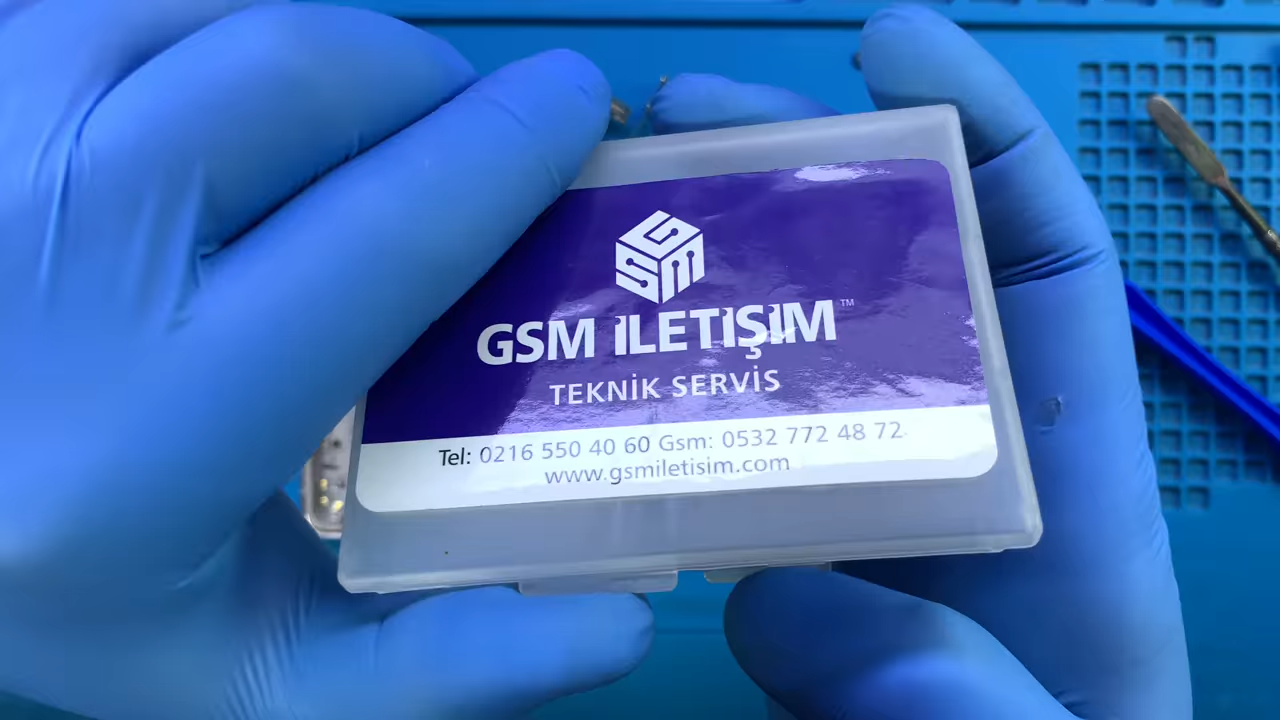 GSM
GSM İLETİŞİM™
TEKNİK SERVİS
Tel: 0216 550 40 60 Gsm: 0532 772 48 72
www.gsmiletisim.com